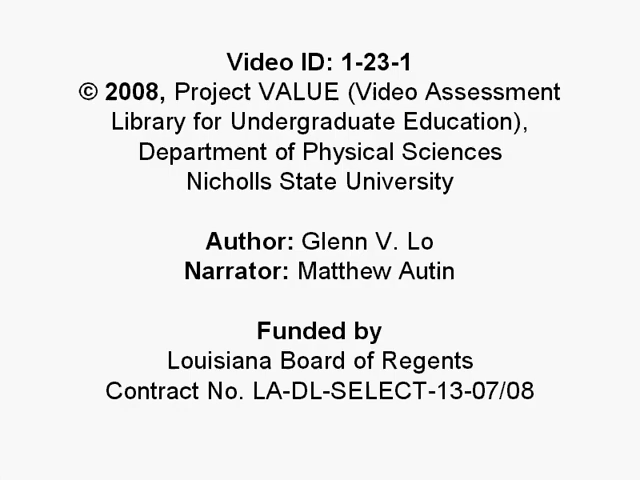 Video ID: 1-23-1
© 2008, Project VALUE (Video Assessment
Library for Undergraduate Education),
Department of Physical Sciences
Nicholls State University
Author: Glenn V. Lo
Narrator: Matthew Autin
Funded by
Louisiana Board of Regents
Contract No. LA-DL-SELECT-13-07/08